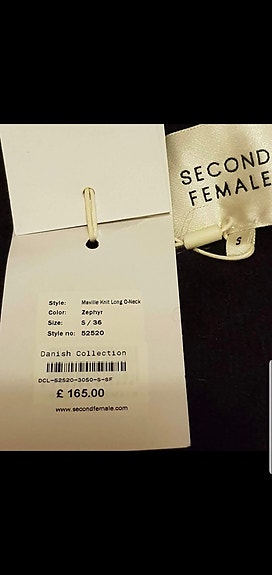 SECOND
FEMALE
S
Style: Maville Knit Long O-Neck
Color: Zephyr
Size: S / 36
Style no: 52520
Danish Collection
DCL-52520-3050-S-SF
£ 165.00
www.secondfemale.com